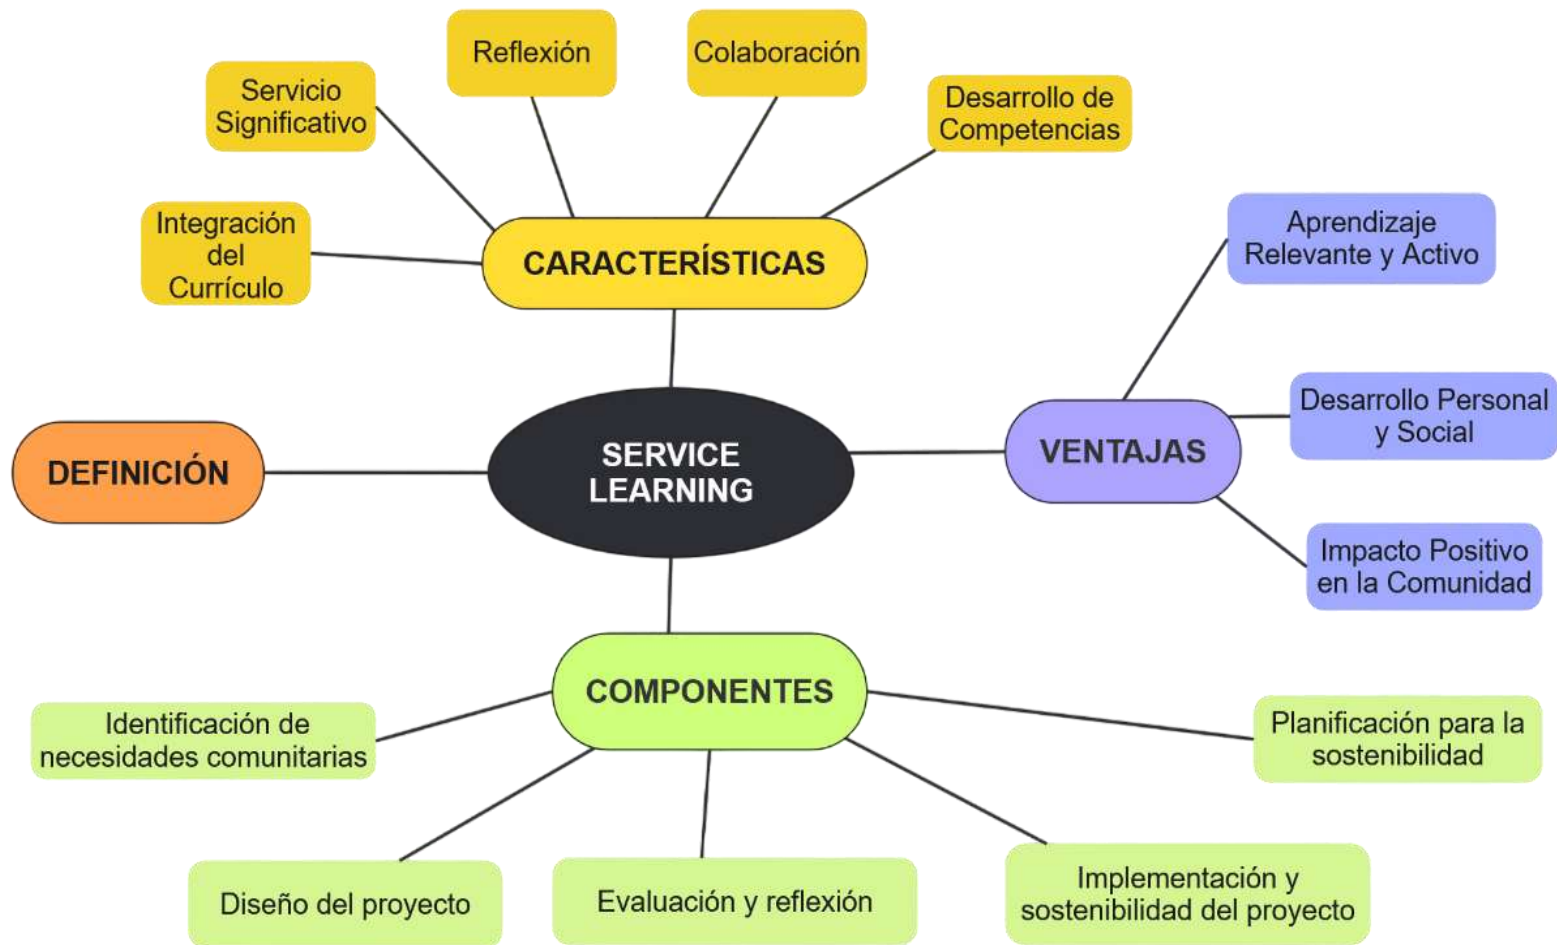 Reflexión
Colaboración
Servicio
Significativo
Desarrollo de
Competencias
Integración
del
Currículo
CARACTERÍSTICAS
Aprendizaje
Relevante y Activo
DEFINICIÓN
SERVICE
LEARNING
VENTAJAS
Desarrollo Personal
y Social
Impacto Positivo
en la Comunidad
COMPONENTES
Identificación de
necesidades comunitarias
Planificación para la
sostenibilidad
Diseño del proyecto
Evaluación y reflexión
Implementación y
sostenibilidad del proyecto